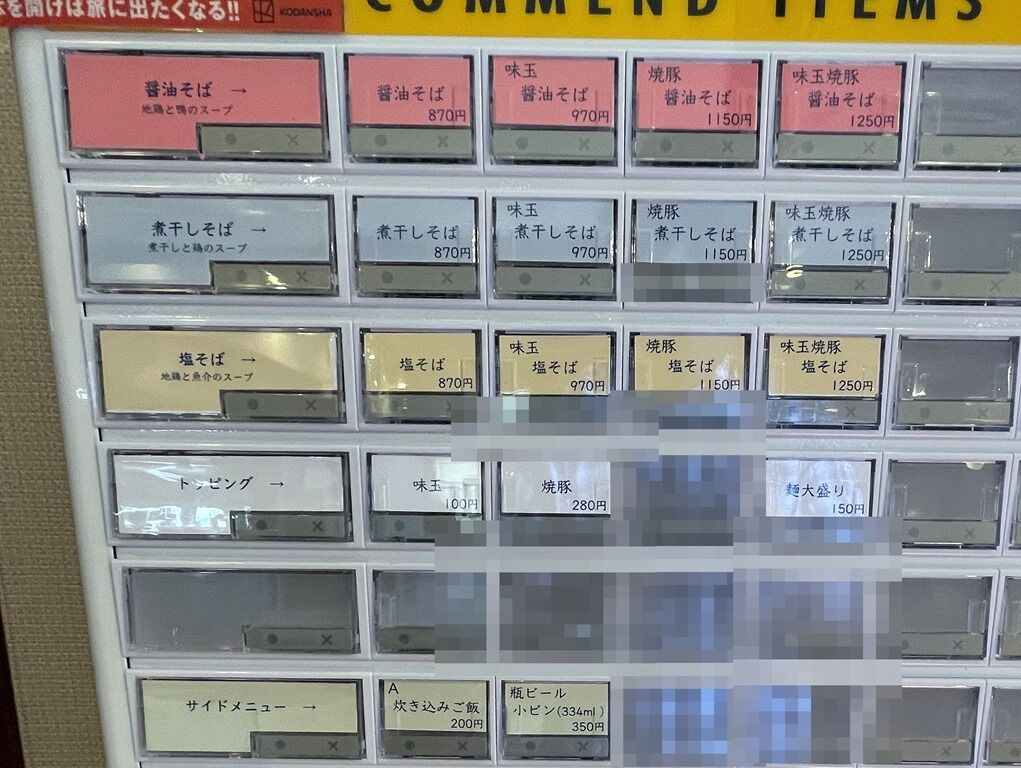 を開けば旅に出たくなる!!
KODANSHA
COMMEND ITEMS
醤油そば →
地鶏と鴨のスープ
醤油そば
870円
味玉
醤油そば
970円
焼豚
醤油そば
1150円
味玉焼豚
醤油そば
1250円
煮干しそば →
煮干しと鶏のスープ
煮干しそば
870円
味玉
煮干しそば
970円
焼豚
煮干しそば
1150円
味玉焼豚
煮干しそば
1250円
塩そば →
地鶏と魚介のスープ
塩そば
870円
味玉
塩そば
970円
焼豚
塩そば
1150円
味玉焼豚
塩そば
1250円
トッピング →
味玉
100円
焼豚
280円
麺大盛り
150円
サイドメニュー →
A
炊き込みご飯
200円
瓶ビール
小ビン(334ml)
350円